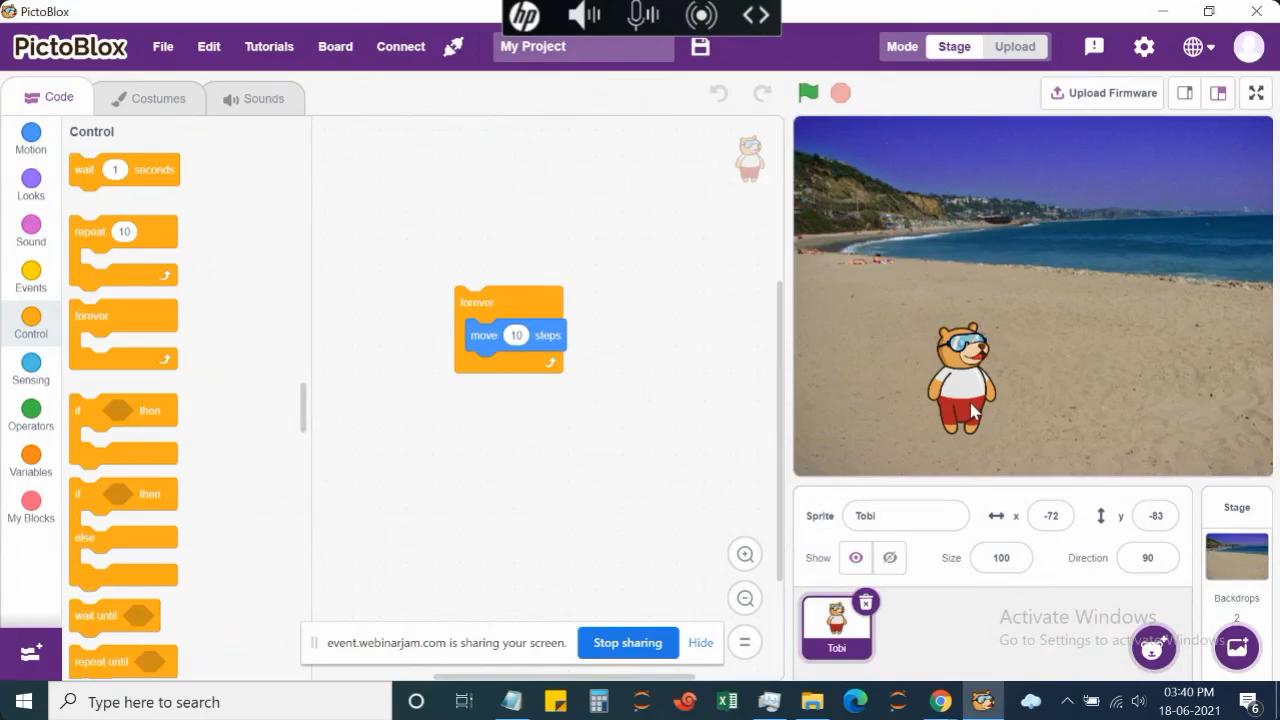 PictoBlox
hp
PictoBlox
File
Edit
Tutorials
Board
Connect
My Project
Mode
Stage
Upload
Code
Costumes
Sounds
Upload Firmware
Motion
Looks
Sound
Events
Control
Sensing
Operators
Variables
My Blocks
Control
wait 1 seconds
repeat 10
forever
if then
if then
else
wait until
repeat until
forever
move 10 steps
Sprite
Tobi
x
-72
y
-83
Show
Size
100
Direction
90
Tobi
Stage
Backdrops
2
Activate Windows
Go to Settings to activate Windows.
event.webinarjam.com is sharing your screen.
Stop sharing
Hide
Type here to search
03:40 PM
18-06-2021
6